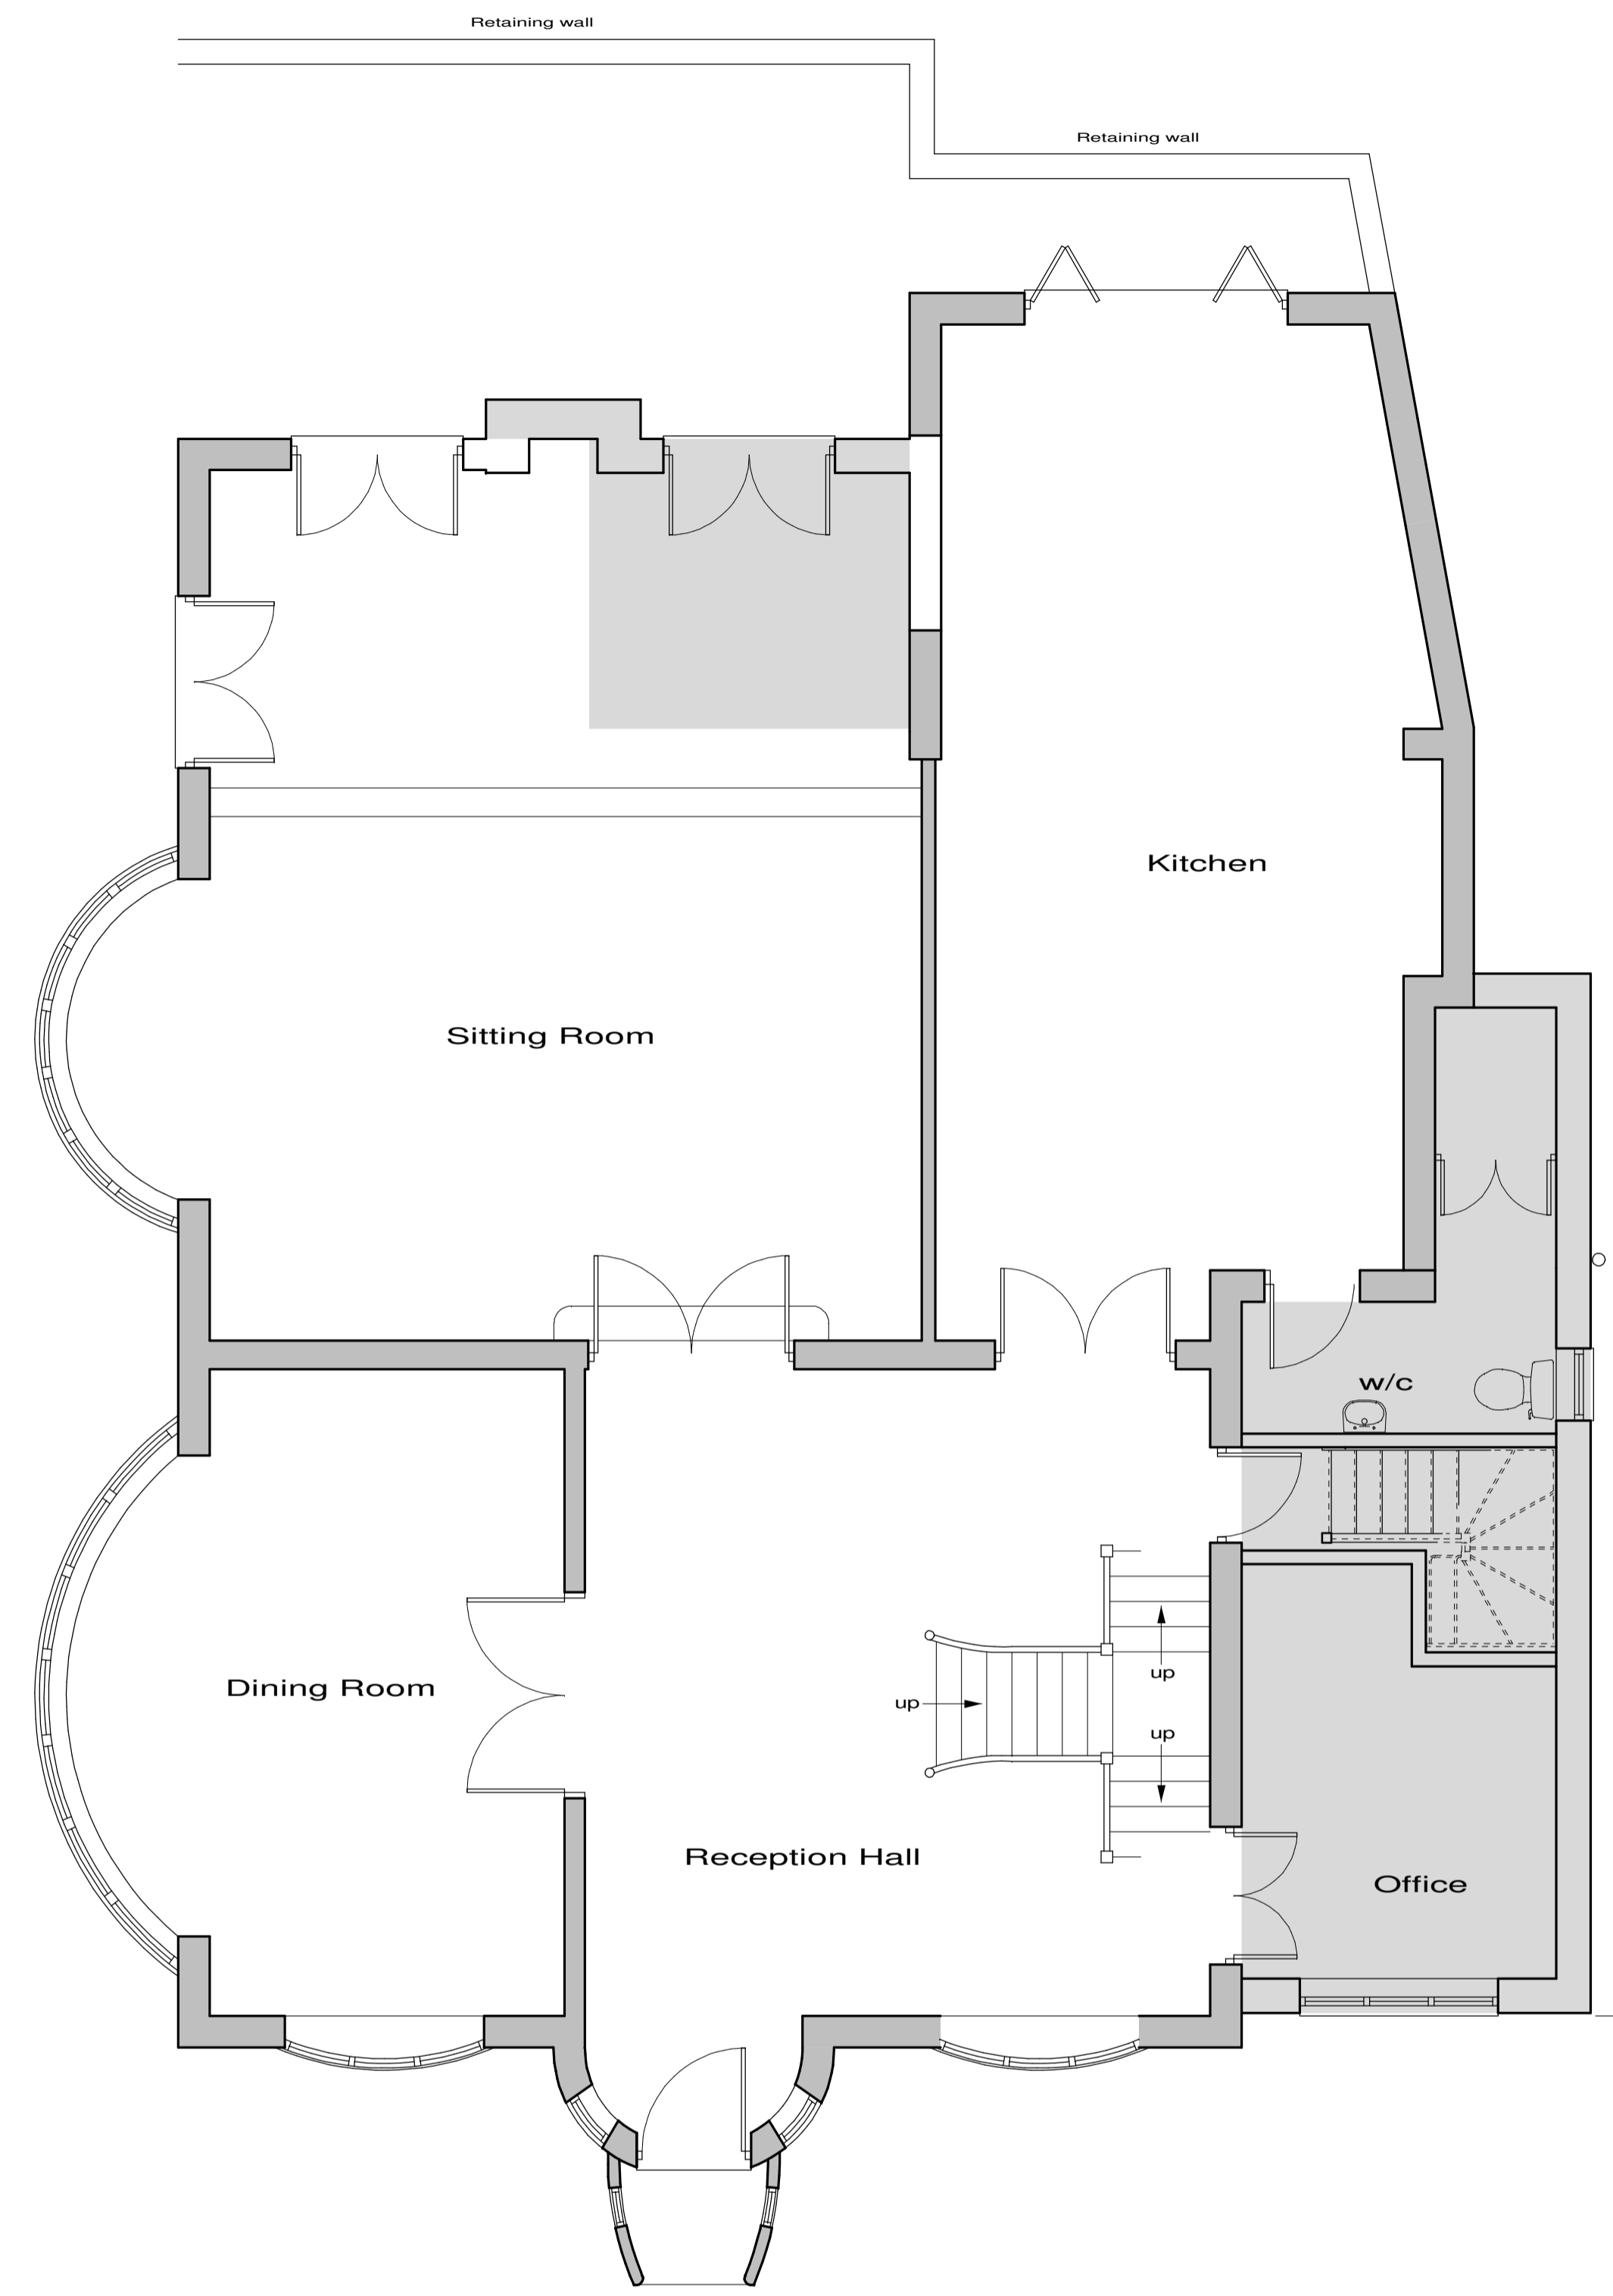 Retaining wall
Retaining wall
Kitchen
Sitting Room
w/c
up
Dining Room
up
up
Reception Hall
Office